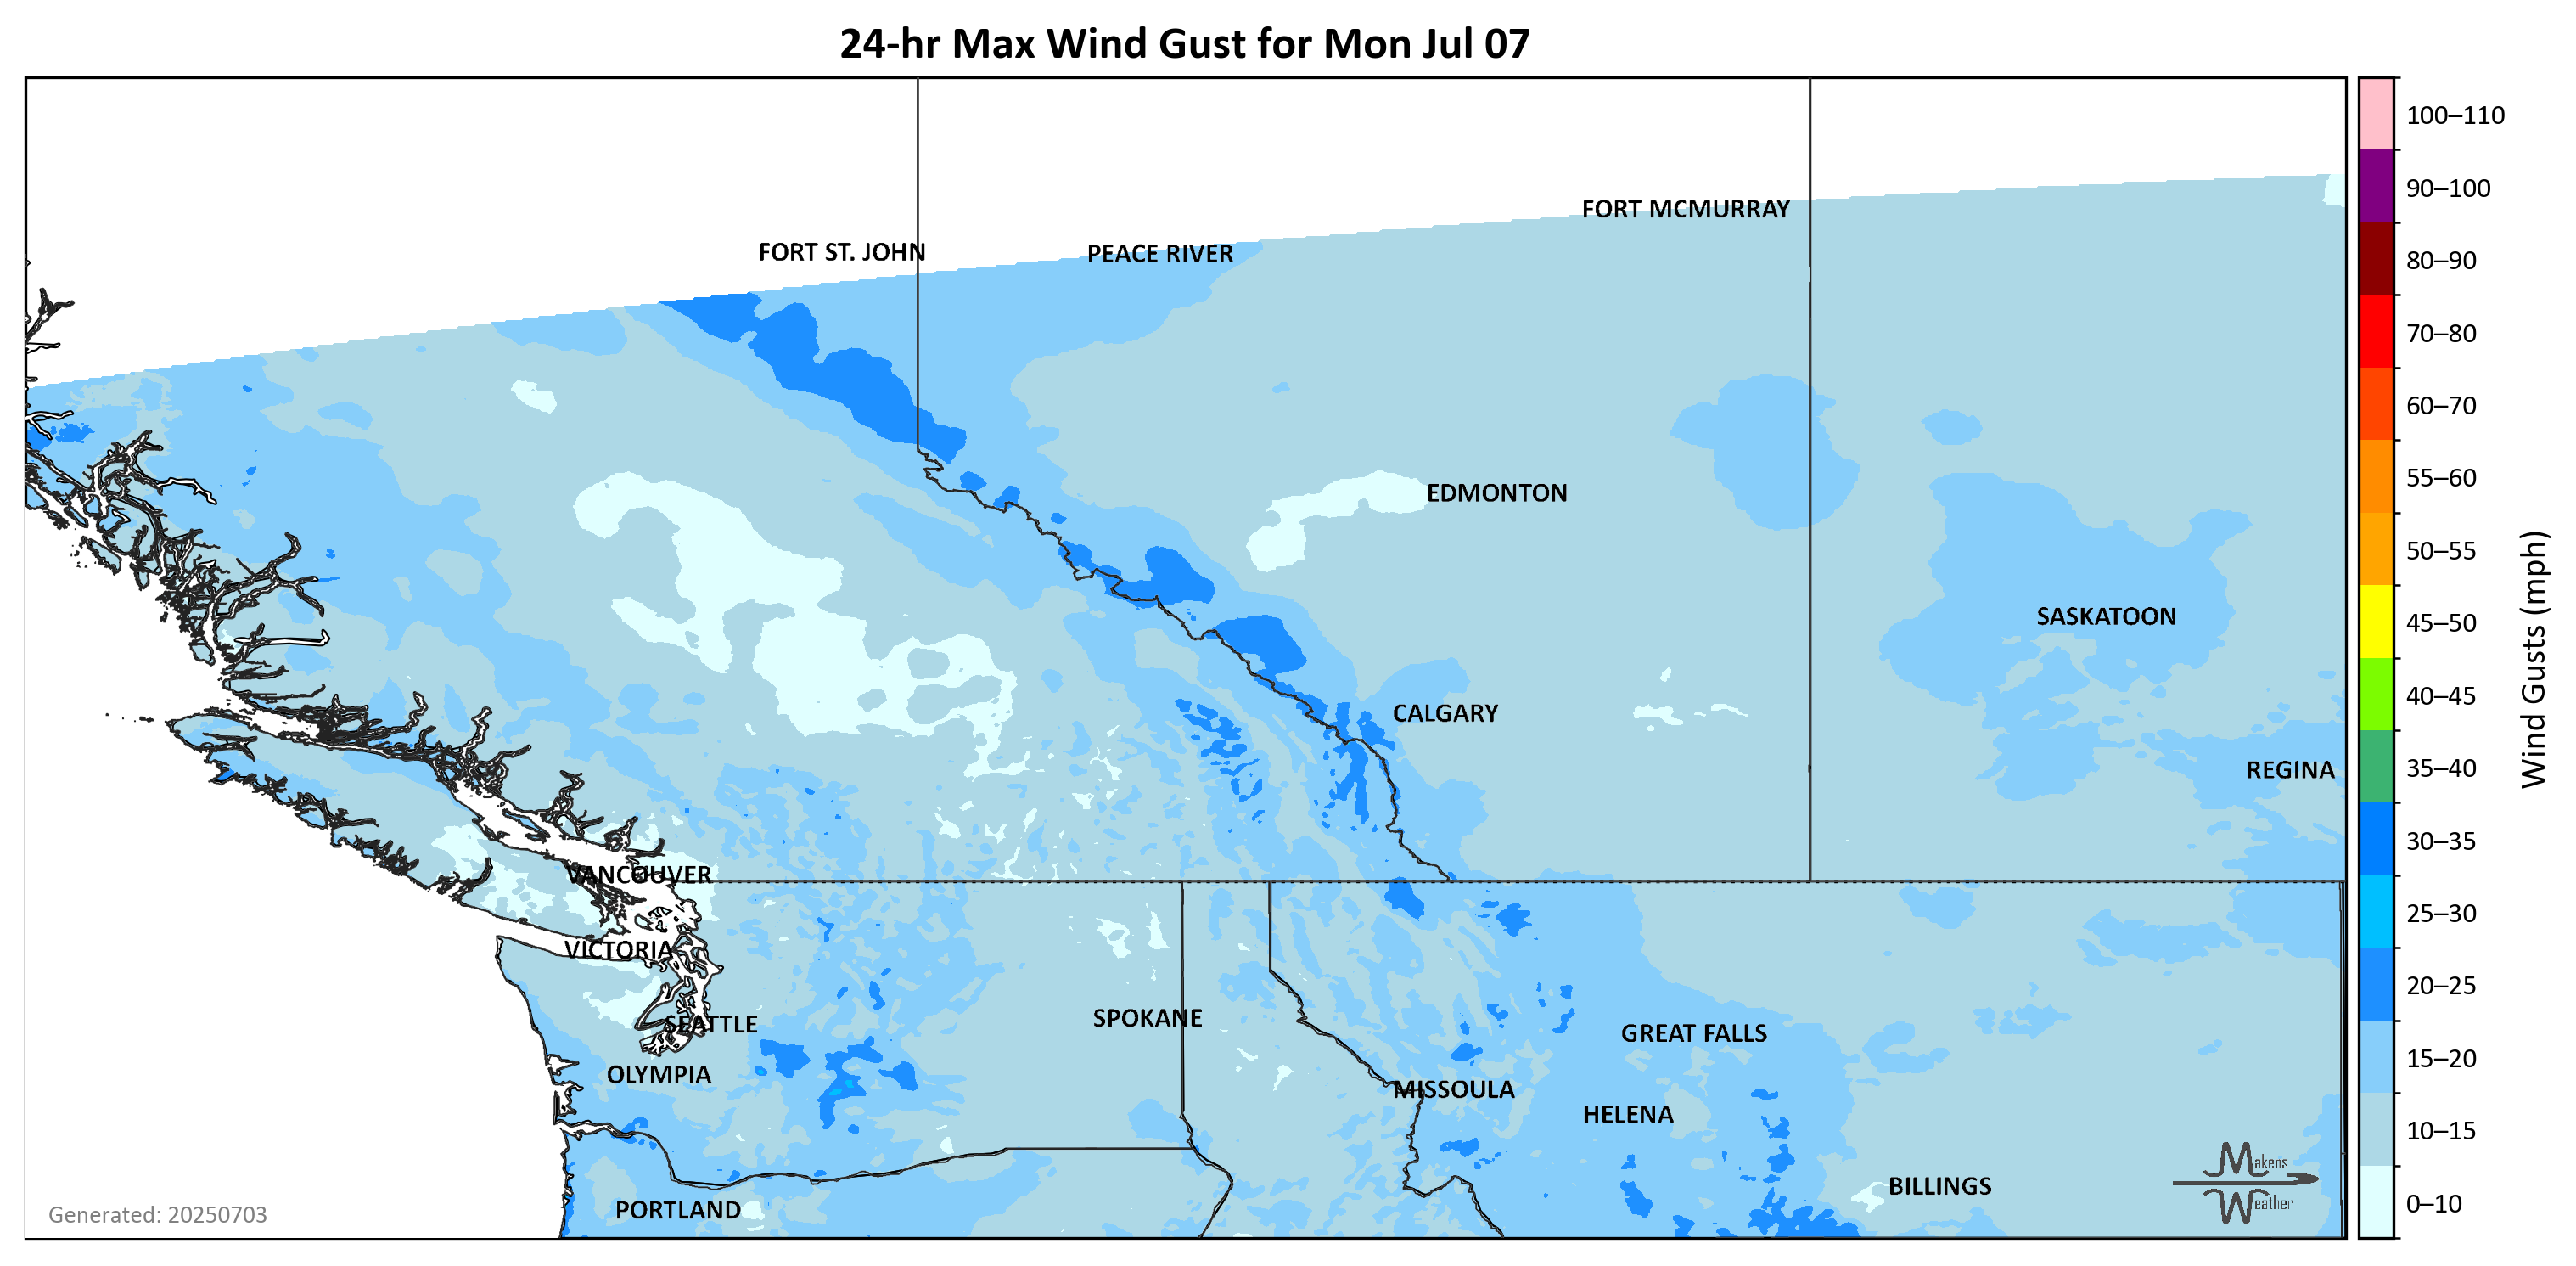 24-hr Max Wind Gust for Mon Jul 07
100–110
90–100
80–90
70–80
60–70
55–60
50–55
45–50
40–45
35–40
30–35
25–30
20–25
15–20
10–15
0–10
Wind Gusts (mph)
FORT MCMURRAY
FORT ST. JOHN
PEACE RIVER
EDMONTON
SASKATOON
CALGARY
REGINA
VANCOUVER
VICTORIA
SPOKANE
SEATTLE
GREAT FALLS
OLYMPIA
MISSOULA
HELENA
BILLINGS
PORTLAND
Makens
Weather
Generated: 20250703